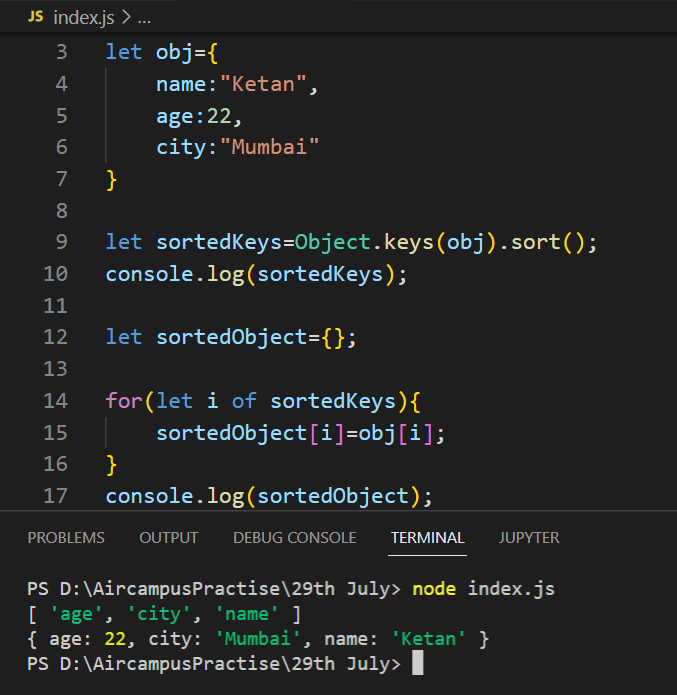 JS index.js > ...
3 let obj={
4     name:"Ketan",
5     age:22,
6     city:"Mumbai"
7 }
8
9 let sortedKeys=Object.keys(obj).sort();
10 console.log(sortedKeys);
11
12 let sortedObject={};
13
14 for(let i of sortedKeys){
15     sortedObject[i]=obj[i];
16 }
17 console.log(sortedObject);
PROBLEMS OUTPUT DEBUG CONSOLE TERMINAL JUPYTER
PS D:\AircampusPractise\29th July> node index.js
[ 'age', 'city', 'name' ]
{ age: 22, city: 'Mumbai', name: 'Ketan' }
PS D:\AircampusPractise\29th July>